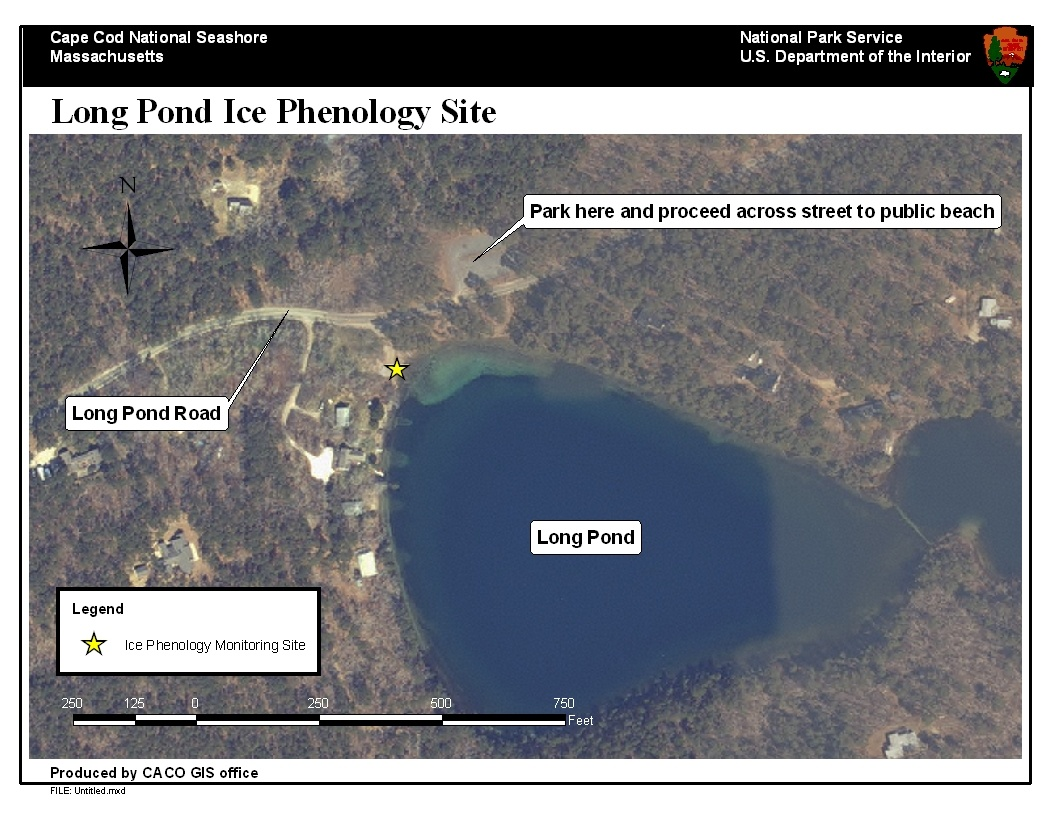 Cape Cod National Seashore
Massachusetts
National Park Service
U.S. Department of the Interior
Long Pond Ice Phenology Site
N
Park here and proceed across street to public beach
Long Pond Road
Long Pond
Legend
Ice Phenology Monitoring Site
250 125 0 250 500 750
Feet
Produced by CACO GIS office
FILE: Untitled.mxd